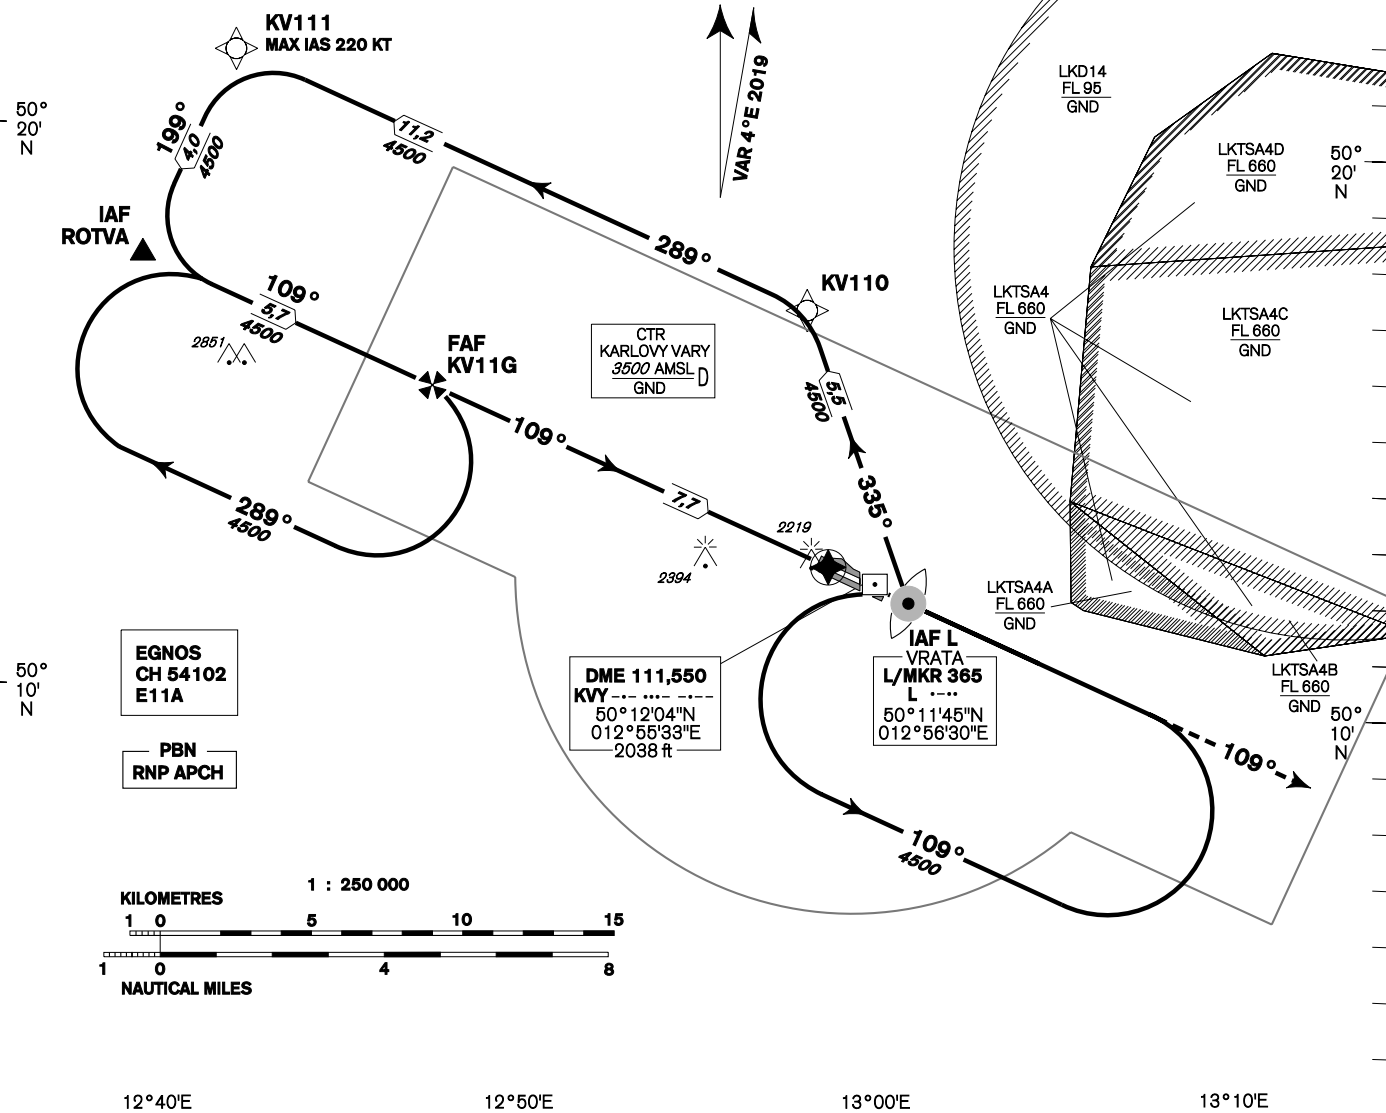 KV111
MAX IAS 220 KT
VAR 4°E 2019
LKD14
FL 95
GND
50°
20'
N
199°
4,0
4500
11,2
4500
LKTSA4D
FL 660
GND
50°
20'
N
IAF
ROTVA
289°
KV110
109°
5,7
4500
2851
FAF
KV11G
CTR
KARLOVY VARY
3500 AMSL
GND
D
LKTSA4
FL 660
GND
LKTSA4C
FL 660
GND
5,5
4500
109°
335°
289°
4500
7,7
2219
2394
LKTSA4A
FL 660
GND
EGNOS
CH 54102
E11A
50°
10'
N
PBN
RNP APCH
DME 111,550
KVY −·− ···− −·−−
50°12'04"N
012°55'33"E
2038 ft
IAF L
VRATA
L/MKR 365
L ·−··
50°11'45"N
012°56'30"E
LKTSA4B
FL 660
GND
50°
10'
N
109°
109°
4500
1 : 250 000
KILOMETRES
1 0 5 10 15
1 0 4 8
NAUTICAL MILES
12°40'E 12°50'E 13°00'E 13°10'E